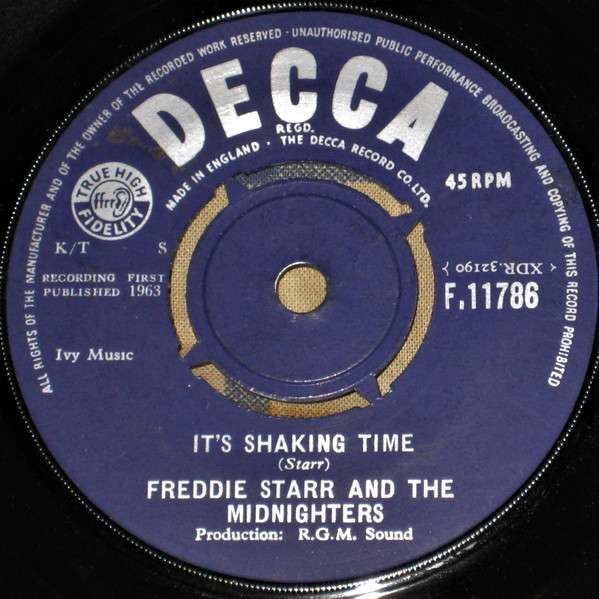 ALL RIGHTS OF THE MANUFACTURER AND OF THE OWNER OF THE RECORDED WORK RESERVED · UNAUTHORISED PUBLIC PERFORMANCE BROADCASTING AND COPYING OF THIS RECORD PROHIBITED
DECCA
REGD.
MADE IN ENGLAND · THE DECCA RECORD CO. LTD.
TRUE HIGH
ffrr
FIDELITY
45 RPM
K/T S
XDR.32190
RECORDING FIRST
PUBLISHED 1963
F.11786
Ivy Music
IT'S SHAKING TIME
(Starr)
FREDDIE STARR AND THE
MIDNIGHTERS
Production: R.G.M. Sound